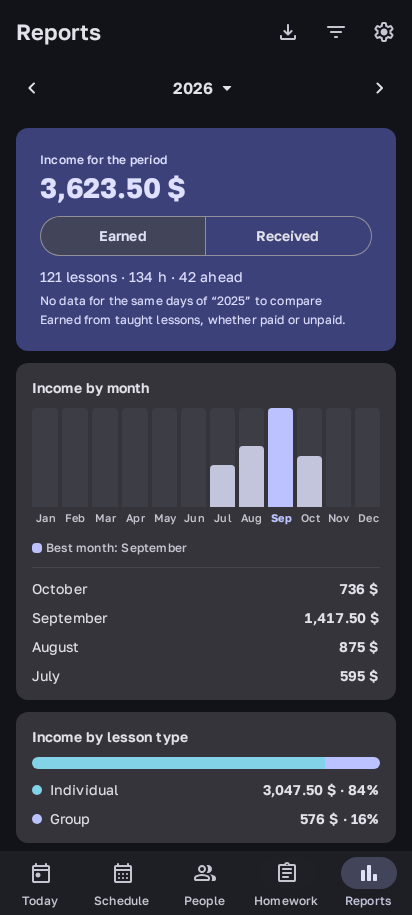 Reports
2026
Income for the period
3,623.50 $
Earned Received
121 lessons · 134 h · 42 ahead
No data for the same days of “2025” to compare
Earned from taught lessons, whether paid or unpaid.
Income by month
Jan Feb Mar Apr May Jun Jul Aug Sep Oct Nov Dec
Best month: September
October 736 $
September 1,417.50 $
August 875 $
July 595 $
Income by lesson type
Individual 3,047.50 $ · 84%
Group 576 $ · 16%
Today Schedule People Homework Reports